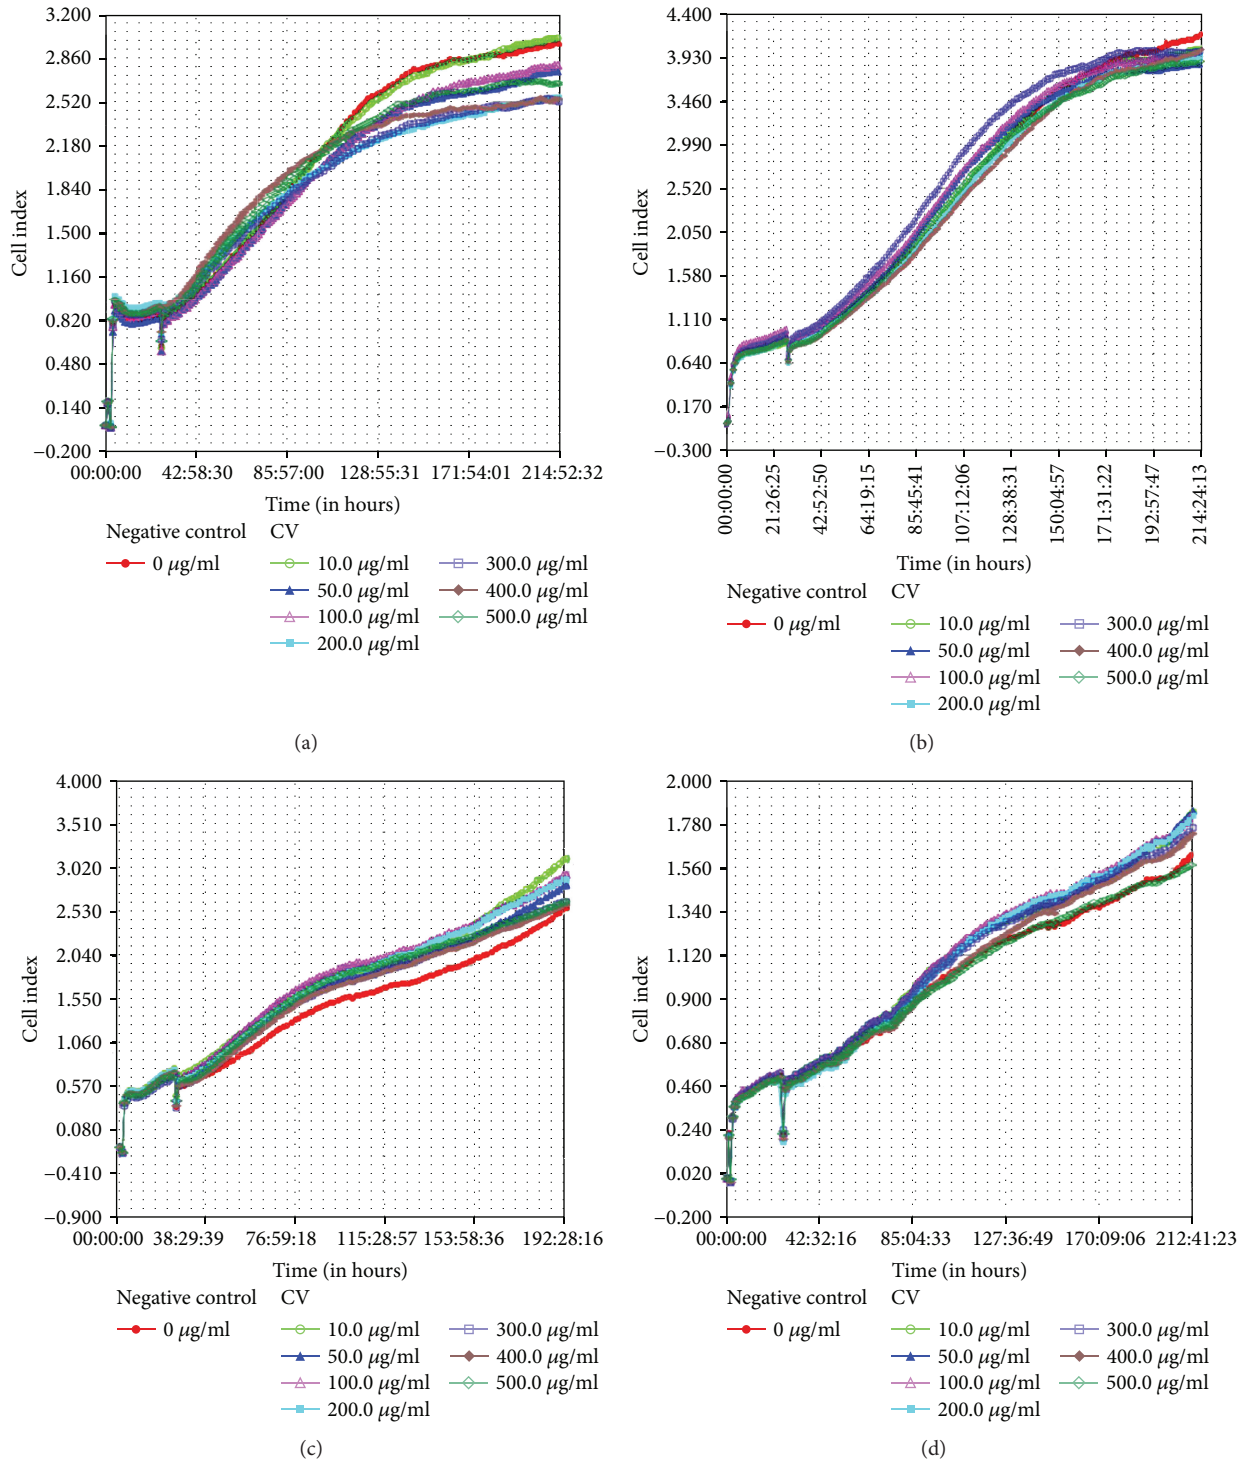 3.200
2.860
2.520
2.180
1.840
1.500
1.160
0.820
0.480
0.140
−0.200
Cell index
00:00:00 42:58:30 85:57:00 128:55:31 171:54:01 214:52:32
Time (in hours)
Negative control CV
0 μg/ml 10.0 μg/ml 300.0 μg/ml
50.0 μg/ml 400.0 μg/ml
100.0 μg/ml 500.0 μg/ml
200.0 μg/ml
(a)
4.400
3.930
3.460
2.990
2.520
2.050
1.580
1.110
0.640
0.170
−0.300
Cell index
00:00:00 21:26:25 42:52:50 64:19:15 85:45:41 107:12:06 128:38:31 150:04:57 171:31:22 192:57:47 214:24:13
Time (in hours)
Negative control CV
0 μg/ml 10.0 μg/ml 300.0 μg/ml
50.0 μg/ml 400.0 μg/ml
100.0 μg/ml 500.0 μg/ml
200.0 μg/ml
(b)
4.000
3.510
3.020
2.530
2.040
1.550
1.060
0.570
0.080
−0.410
−0.900
Cell index
00:00:00 38:29:39 76:59:18 115:28:57 153:58:36 192:28:16
Time (in hours)
Negative control CV
0 μg/ml 10.0 μg/ml 300.0 μg/ml
50.0 μg/ml 400.0 μg/ml
100.0 μg/ml 500.0 μg/ml
200.0 μg/ml
(c)
2.000
1.780
1.560
1.340
1.120
0.900
0.680
0.460
0.240
0.020
−0.200
Cell index
00:00:00 42:32:16 85:04:33 127:36:49 170:09:06 212:41:23
Time (in hours)
Negative control CV
0 μg/ml 10.0 μg/ml 300.0 μg/ml
50.0 μg/ml 400.0 μg/ml
100.0 μg/ml 500.0 μg/ml
200.0 μg/ml
(d)